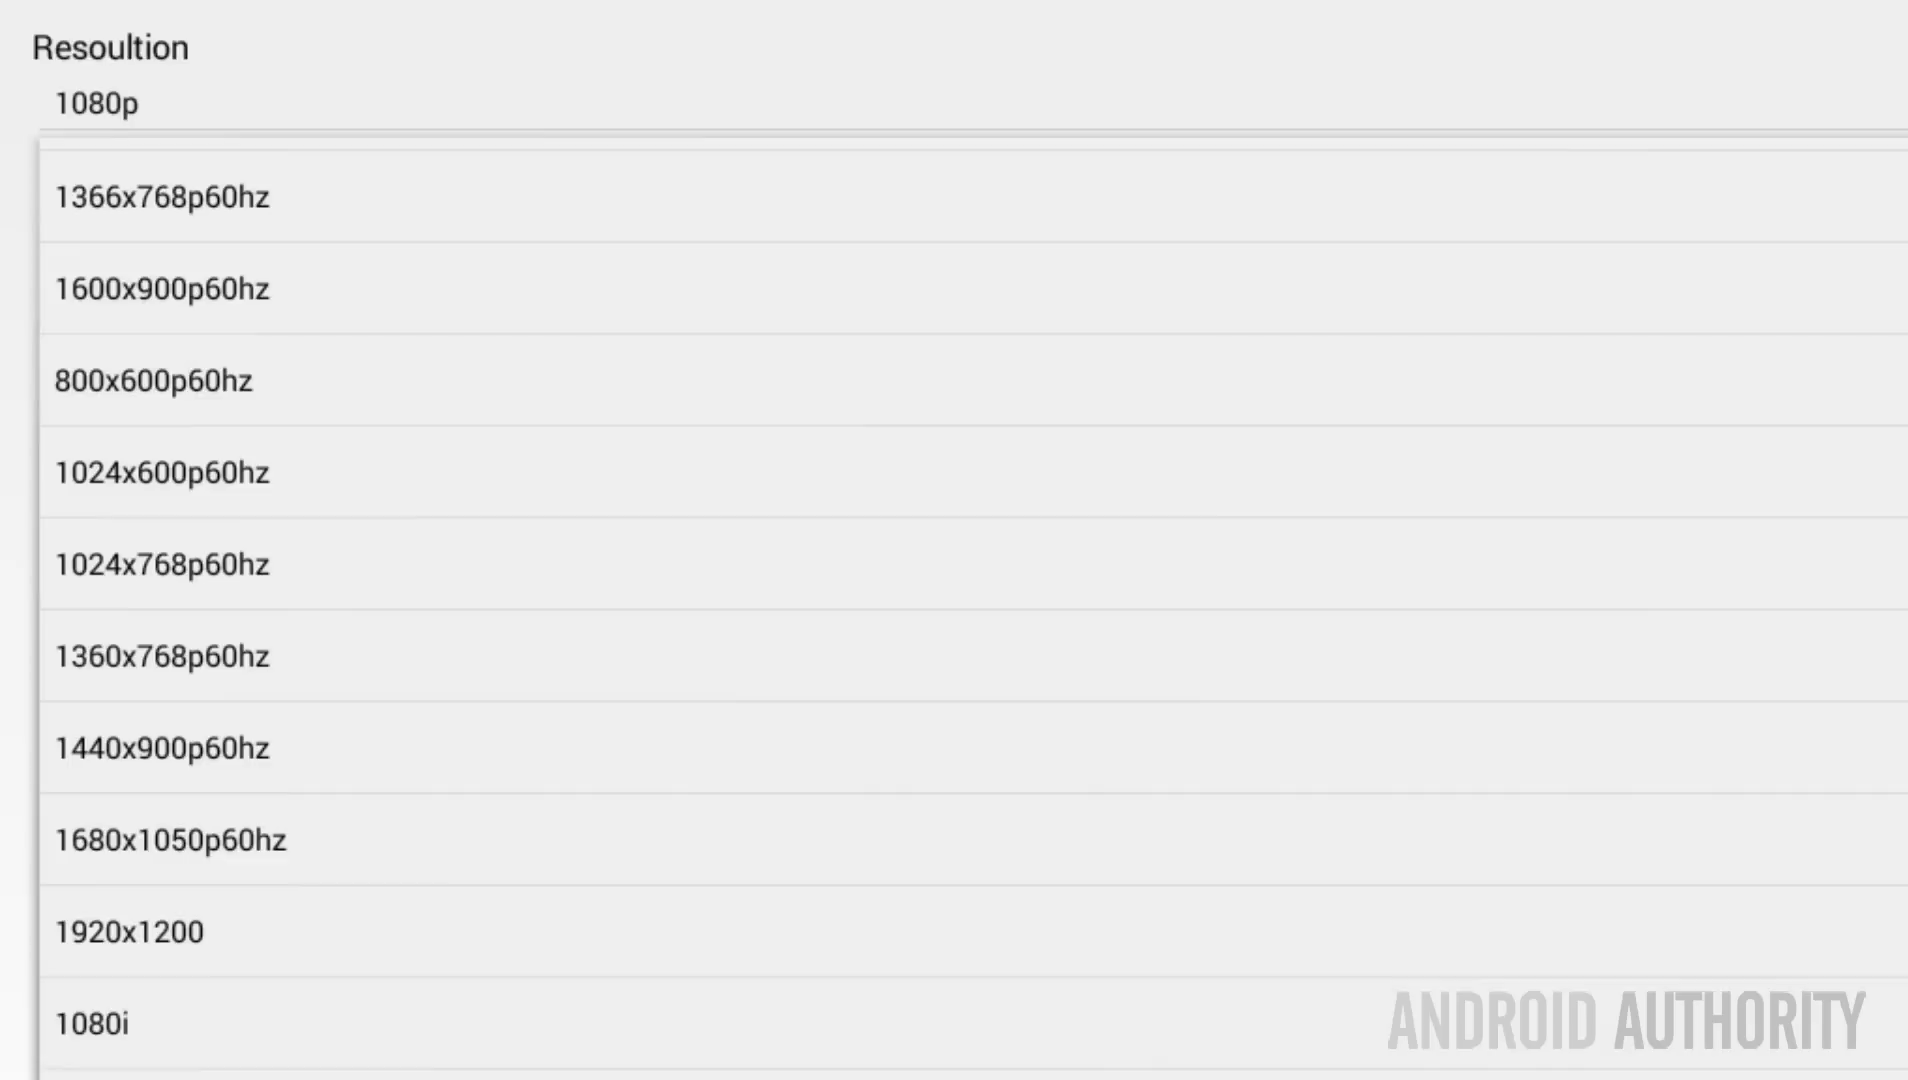 Resoultion
1080p
1366x768p60hz
1600x900p60hz
800x600p60hz
1024x600p60hz
1024x768p60hz
1360x768p60hz
1440x900p60hz
1680x1050p60hz
1920x1200
1080i
ANDROID AUTHORITY